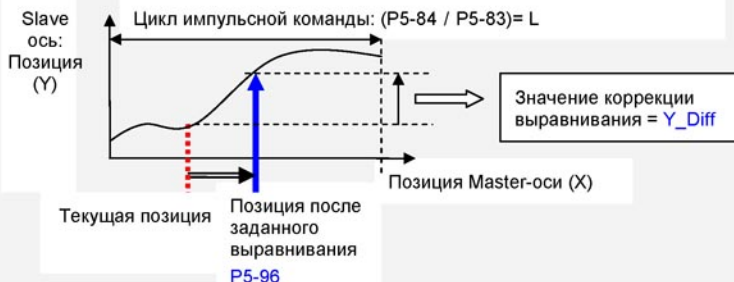 Slave
ось:
Позиция
(Y)
Цикл импульсной команды: (P5-84 / P5-83)= L
Значение коррекции
выравнивания = Y_Diff
Позиция Master-оси (X)
Текущая позиция
Позиция после
заданного
выравнивания
P5-96